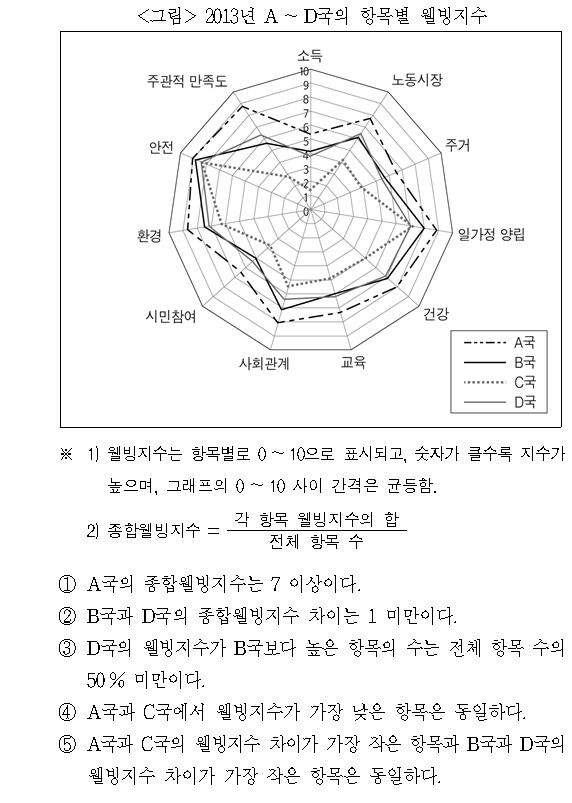 <그림> 2013년 A ~ D국의 항목별 웰빙지수
소득
10
9
8
7
6
5
4
3
2
1
0
노동시장
주거
일가정 양립
건강
교육
사회관계
시민참여
환경
안전
주관적 만족도
A국
B국
C국
D국
※ 1) 웰빙지수는 항목별로 0 ~ 10으로 표시되고, 숫자가 클수록 지수가
높으며, 그래프의 0 ~ 10 사이 간격은 균등함.
2) 종합웰빙지수 = 각 항목 웰빙지수의 합
전체 항목 수
① A국의 종합웰빙지수는 7 이상이다.
② B국과 D국의 종합웰빙지수 차이는 1 미만이다.
③ D국의 웰빙지수가 B국보다 높은 항목의 수는 전체 항목 수의
50% 미만이다.
④ A국과 C국에서 웰빙지수가 가장 낮은 항목은 동일하다.
⑤ A국과 C국의 웰빙지수 차이가 가장 작은 항목과 B국과 D국의
웰빙지수 차이가 가장 작은 항목은 동일하다.